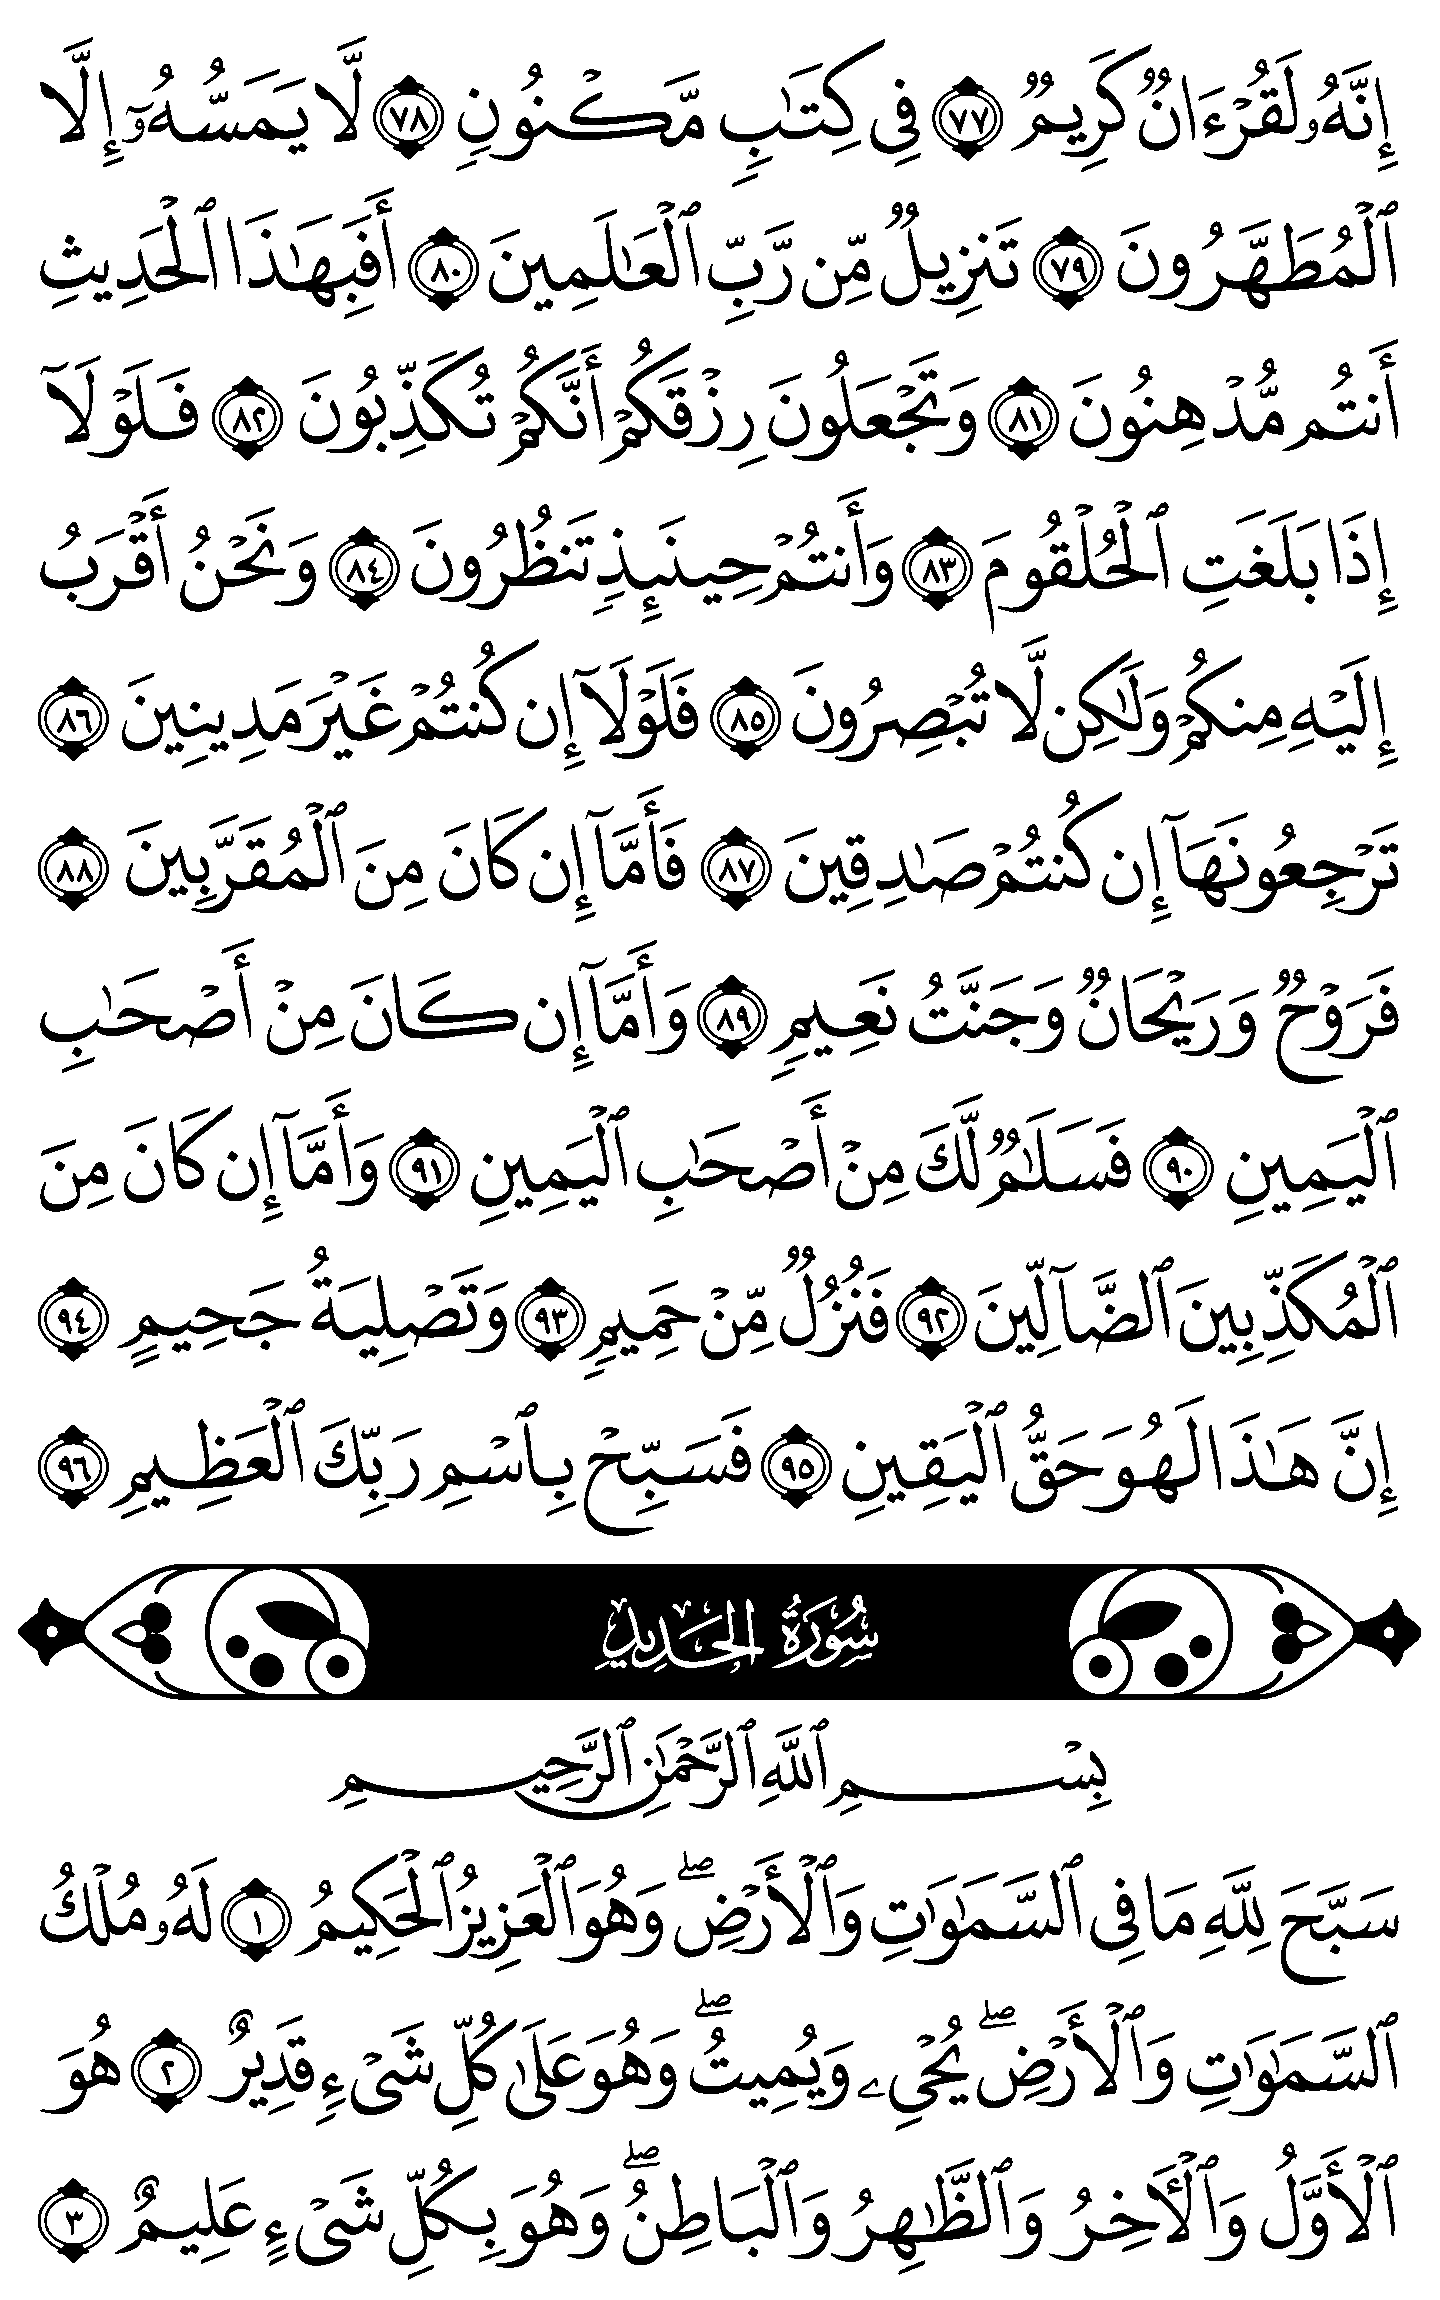 إِنَّهُۥ لَقُرْءَانٌ كَرِيمٌ ٧٧ فِى كِتَٰبٍ مَّكْنُونٍ ٧٨ لَّا يَمَسُّهُۥٓ إِلَّا
ٱلْمُطَهَّرُونَ ٧٩ تَنزِيلٌ مِّن رَّبِّ ٱلْعَٰلَمِينَ ٨٠ أَفَبِهَٰذَا ٱلْحَدِيثِ
أَنتُم مُّدْهِنُونَ ٨١ وَتَجْعَلُونَ رِزْقَكُمْ أَنَّكُمْ تُكَذِّبُونَ ٨٢ فَلَوْلَآ
إِذَا بَلَغَتِ ٱلْحُلْقُومَ ٨٣ وَأَنتُمْ حِينَئِذٍ تَنظُرُونَ ٨٤ وَنَحْنُ أَقْرَبُ
إِلَيْهِ مِنكُمْ وَلَٰكِن لَّا تُبْصِرُونَ ٨٥ فَلَوْلَآ إِن كُنتُمْ غَيْرَ مَدِينِينَ ٨٦
تَرْجِعُونَهَآ إِن كُنتُمْ صَٰدِقِينَ ٨٧ فَأَمَّآ إِن كَانَ مِنَ ٱلْمُقَرَّبِينَ ٨٨
فَرَوْحٌ وَرَيْحَانٌ وَجَنَّتُ نَعِيمٍ ٨٩ وَأَمَّآ إِن كَانَ مِنْ أَصْحَٰبِ
ٱلْيَمِينِ ٩٠ فَسَلَٰمٌ لَّكَ مِنْ أَصْحَٰبِ ٱلْيَمِينِ ٩١ وَأَمَّآ إِن كَانَ مِنَ
ٱلْمُكَذِّبِينَ ٱلضَّآلِّينَ ٩٢ فَنُزُلٌ مِّنْ حَمِيمٍ ٩٣ وَتَصْلِيَةُ جَحِيمٍ ٩٤
إِنَّ هَٰذَا لَهُوَ حَقُّ ٱلْيَقِينِ ٩٥ فَسَبِّحْ بِٱسْمِ رَبِّكَ ٱلْعَظِيمِ ٩٦
سُورَةُ الحَدِيدِ
بِسْمِ ٱللَّهِ ٱلرَّحْمَٰنِ ٱلرَّحِيمِ
سَبَّحَ لِلَّهِ مَا فِى ٱلسَّمَٰوَٰتِ وَٱلْأَرْضِ ۖ وَهُوَ ٱلْعَزِيزُ ٱلْحَكِيمُ ١ لَهُۥ مُلْكُ
ٱلسَّمَٰوَٰتِ وَٱلْأَرْضِ ۖ يُحْىِۦ وَيُمِيتُ ۖ وَهُوَ عَلَىٰ كُلِّ شَىْءٍ قَدِيرٌ ٢ هُوَ
ٱلْأَوَّلُ وَٱلْءَاخِرُ وَٱلظَّٰهِرُ وَٱلْبَاطِنُ ۖ وَهُوَ بِكُلِّ شَىْءٍ عَلِيمٌ ٣